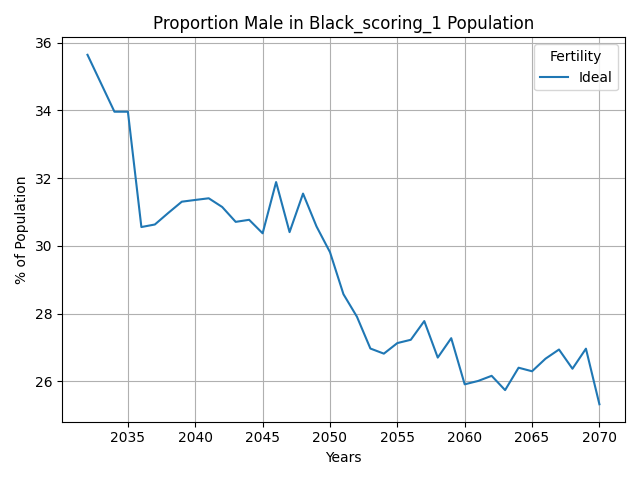 Proportion Male in Black_scoring_1 Population
36
34
32
30
28
26
% of Population
Fertility
Ideal
2035 2040 2045 2050 2055 2060 2065 2070
Years